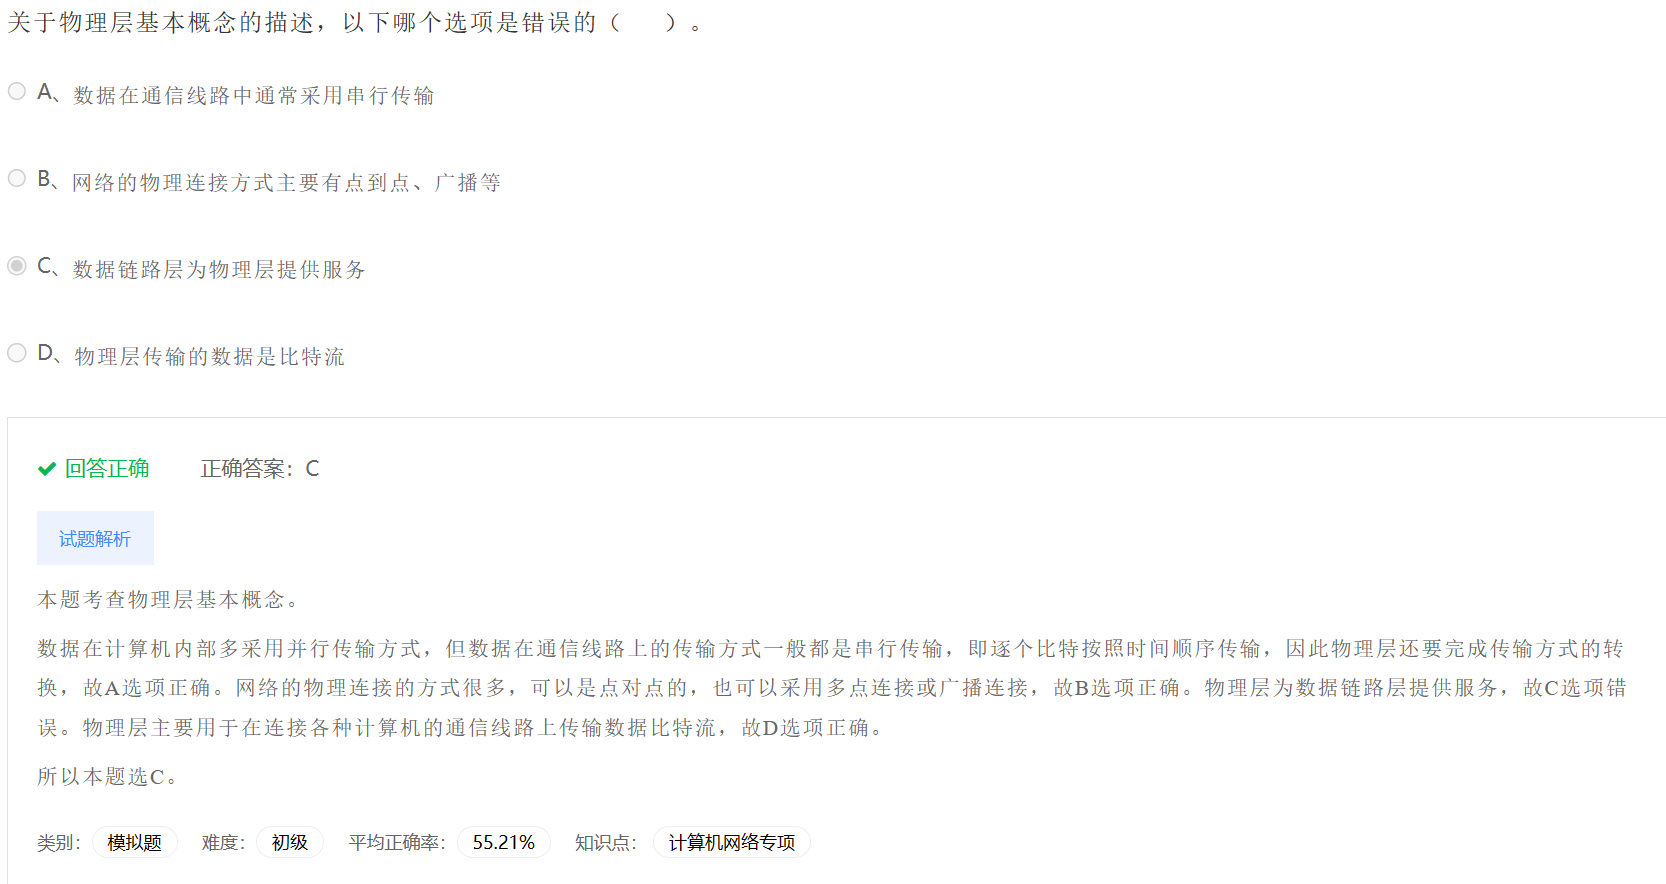 关于物理层基本概念的描述，以下哪个选项是错误的（　　）。
A、数据在通信线路中通常采用串行传输
B、网络的物理连接方式主要有点到点、广播等
C、数据链路层为物理层提供服务
D、物理层传输的数据是比特流
回答正确 正确答案：C
试题解析
本题考查物理层基本概念。
数据在计算机内部多采用并行传输方式，但数据在通信线路上的传输方式一般都是串行传输，即逐个比特按照时间顺序传输，因此物理层还要完成传输方式的转
换，故A选项正确。网络的物理连接的方式很多，可以是点对点的，也可以采用多点连接或广播连接，故B选项正确。物理层为数据链路层提供服务，故C选项错
误。物理层主要用于在连接各种计算机的通信线路上传输数据比特流，故D选项正确。
所以本题选C。
类别： 模拟题 难度： 初级 平均正确率： 55.21% 知识点： 计算机网络专项